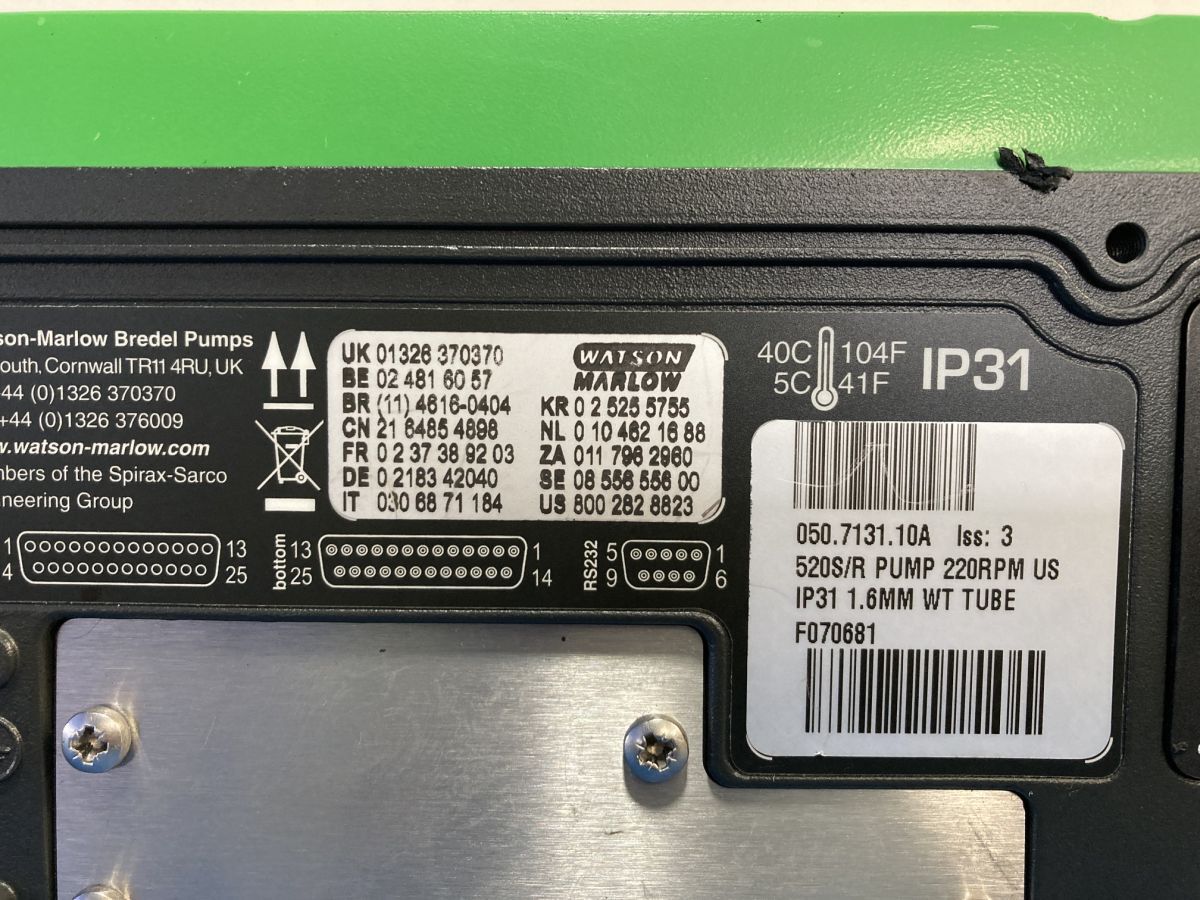 son-Marlow Bredel Pumps
outh, Cornwall TR11 4RU, UK
44 (0)1326 370370
+44 (0)1326 376009
w.watson-marlow.com
mbers of the Spirax-Sarco
neering Group
UK 01326 370370
BE 02 481 60 57
BR (11) 4616-0404
CN 21 6485 4898
FR 0 2 37 38 92 03
DE 0 2183 42040
IT 030 68 71 184
WATSON
MARLOW
KR 0 2 525 5755
NL 0 10 462 16 88
ZA 011 796 2960
SE 08 556 556 00
US 800 282 8823
40C 104F
5C 41F
IP31
050.7131.10A Iss: 3
520S/R PUMP 220RPM US
IP31 1.6MM WT TUBE
F070681
1 13
4 25
bottom
13 1
25 14
RS232
5 1
9 6